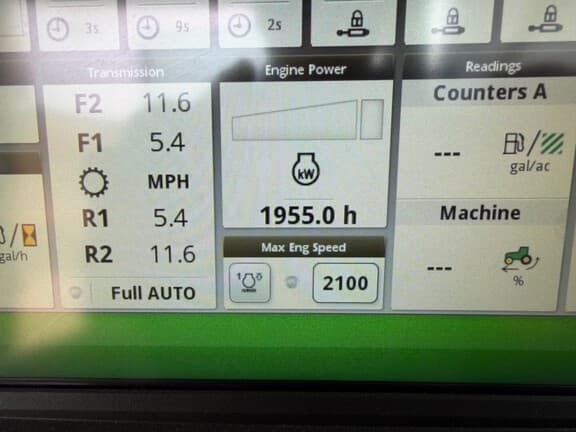 3s
9s
2s
Transmission
F2 11.6
F1 5.4
MPH
R1 5.4
R2 11.6
Full AUTO
Engine Power
kW
1955.0 h
Max Eng Speed
2100
Readings
Counters A
---
gal/ac
Machine
---
%
gal/h